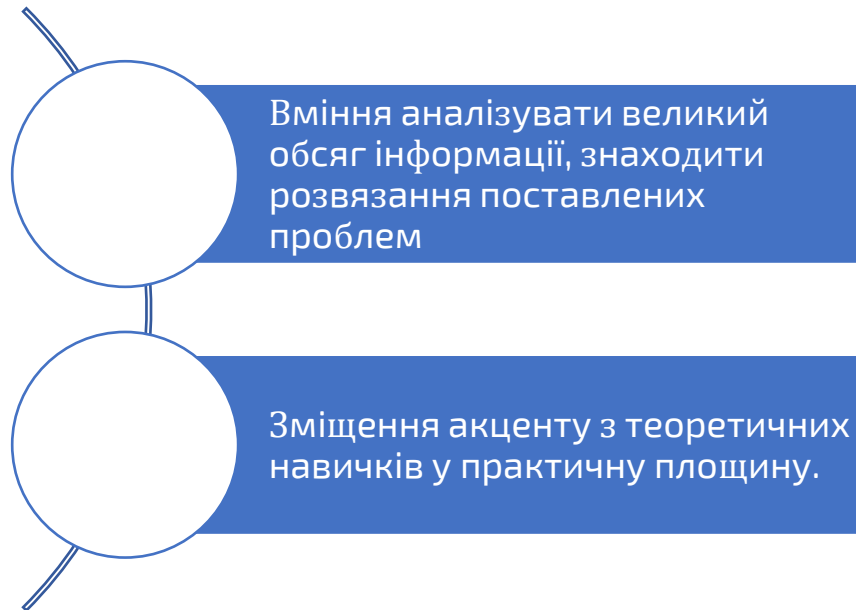 Вміння аналізувати великий
обсяг інформації, знаходити
розвязання поставлених
проблем
Зміщення акценту з теоретичних
навичків у практичну площину.